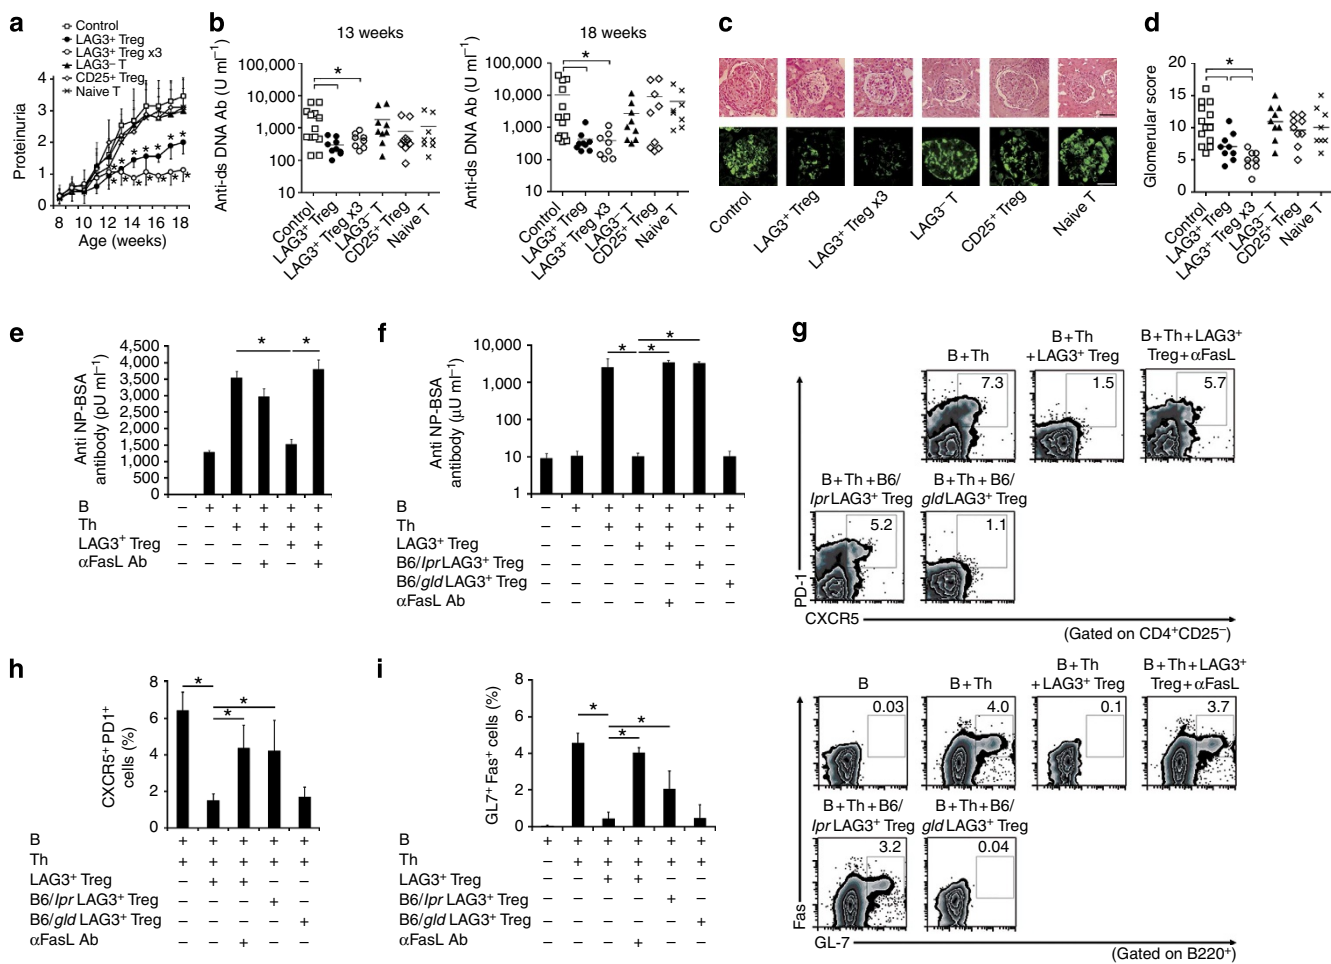 a
Control
LAG3⁺ Treg
LAG3⁺ Treg x3
LAG3⁻ T
CD25⁺ Treg
Naive T
Proteinuria
4
3
2
1
0
8 10 12 14 16 18
Age (weeks)
b
13 weeks
Anti-ds DNA Ab (U ml⁻¹)
100,000
10,000
1,000
100
10
*
Control
LAG3⁺ Treg
LAG3⁺ Treg x3
LAG3⁻ T
CD25⁺ Treg
Naive T
18 weeks
Anti-ds DNA Ab (U ml⁻¹)
100,000
10,000
1,000
100
10
*
Control
LAG3⁺ Treg
LAG3⁺ Treg x3
LAG3⁻ T
CD25⁺ Treg
Naive T
c
Control
LAG3⁺ Treg
LAG3⁺ Treg x3
LAG3⁻ T
CD25⁺ Treg
Naive T
d
Glomerular score
20
15
10
5
0
*
*
Control
LAG3⁺ Treg
LAG3⁺ Treg x3
LAG3⁻ T
CD25⁺ Treg
Naive T
e
Anti NP-BSA
antibody (pU ml⁻¹)
4,500
4,000
3,500
3,000
2,500
2,000
1,500
1,000
500
0
* *
B – + + + + +
Th – – + + + +
LAG3⁺ Treg – – – – + +
αFasL Ab – – – + – +
f
Anti NP-BSA
antibody (µU ml⁻¹)
10,000
1,000
100
10
1
*
* *
B – + + + + + +
Th – – + + + + +
LAG3⁺ Treg – – – + + – –
B6/lpr LAG3⁺ Treg – – – – – + –
B6/gld LAG3⁺ Treg – – – – – – +
αFasL Ab – – – – + – –
g
B + Th
7.3
B + Th
+ LAG3⁺ Treg
1.5
B + Th + LAG3⁺
Treg + αFasL
5.7
B + Th + B6/
lpr LAG3⁺ Treg
5.2
B + Th + B6/
gld LAG3⁺ Treg
1.1
PD-1
CXCR5
(Gated on CD4⁺CD25⁻)
B
0.03
B + Th
4.0
B + Th
+ LAG3⁺ Treg
0.1
B + Th + LAG3⁺
Treg + αFasL
3.7
B + Th + B6/
lpr LAG3⁺ Treg
3.2
B + Th + B6/
gld LAG3⁺ Treg
0.04
Fas
GL-7
(Gated on B220⁺)
h
CXCR5⁺ PD1⁺
cells (%)
8
6
4
2
0
*
*
*
B + + + + +
Th + + + + +
LAG3⁺ Treg – + + – –
B6/lpr LAG3⁺ Treg – – – + –
B6/gld LAG3⁺ Treg – – – – +
αFasL Ab – – + – –
i
GL7⁺ Fas⁺ cells (%)
8
6
4
2
0
*
*
*
B + + + + + +
Th – + + + + +
LAG3⁺ Treg – – + + – –
B6/lpr LAG3⁺ Treg – – – – + –
B6/gld LAG3⁺ Treg – – – – – +
αFasL Ab – – – + – –